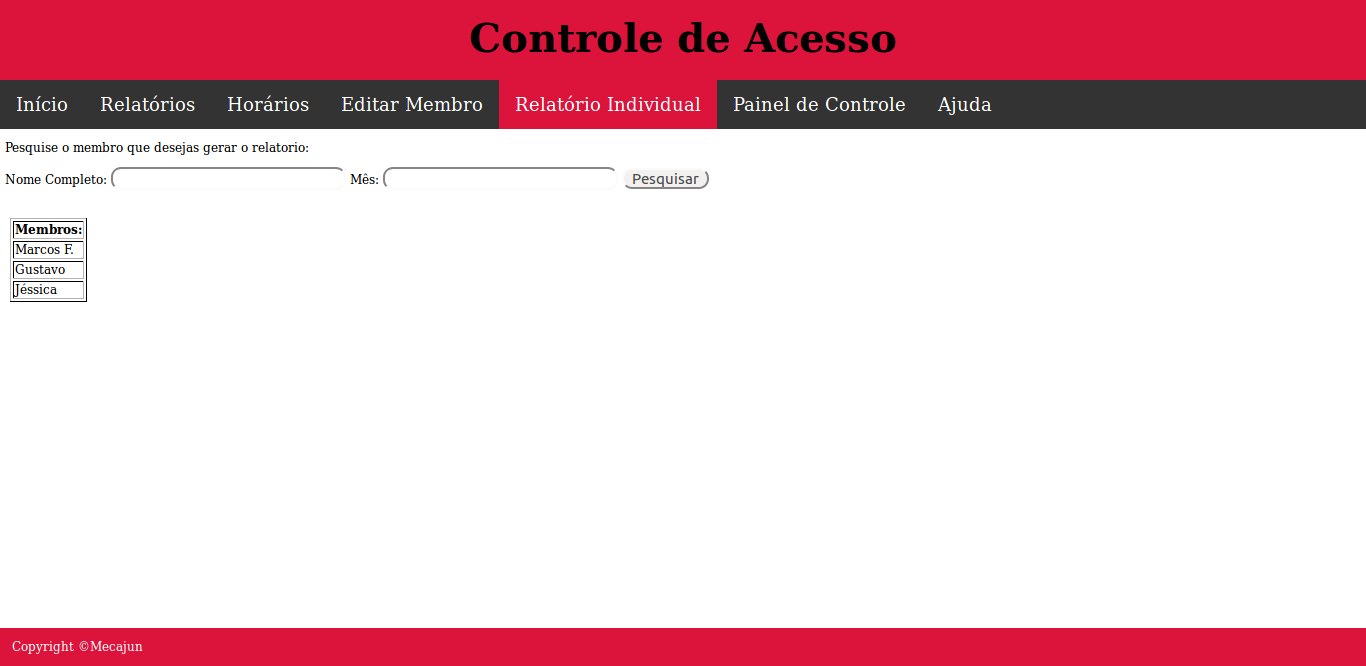 Controle de Acesso
Início Relatórios Horários Editar Membro Relatório Individual Painel de Controle Ajuda
Pesquise o membro que desejas gerar o relatorio:
Nome Completo: Mês: Pesquisar
Membros:
Marcos F.
Gustavo
Jéssica
Copyright ©Mecajun